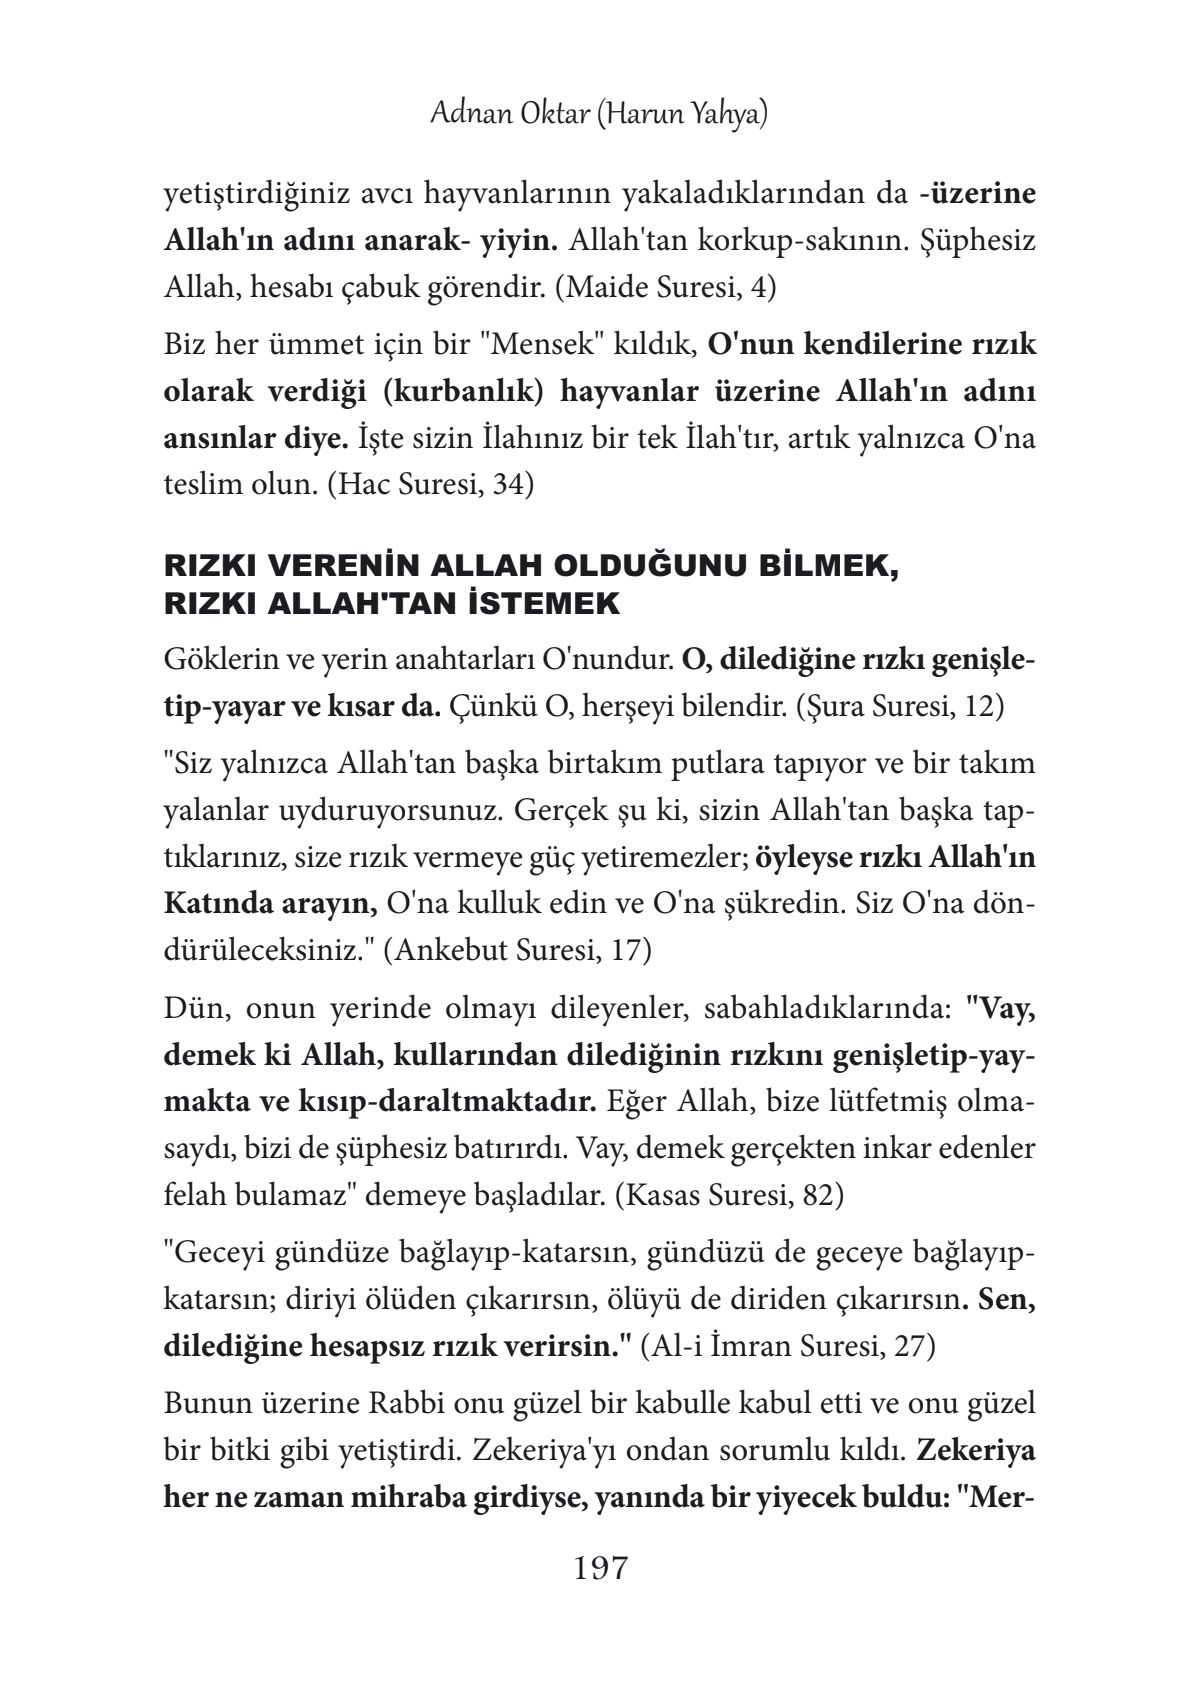 Adnan Oktar (Harun Yahya)
yetiştirdiğiniz avcı hayvanlarının yakaladıklarından da -üzerine
Allah'ın adını anarak- yiyin. Allah'tan korkup-sakının. Şüphesiz
Allah, hesabı çabuk görendir. (Maide Suresi, 4)
Biz her ümmet için bir "Mensek" kıldık, O'nun kendilerine rızık
olarak verdiği (kurbanlık) hayvanlar üzerine Allah'ın adını
ansınlar diye. İşte sizin İlahınız bir tek İlah'tır, artık yalnızca O'na
teslim olun. (Hac Suresi, 34)
RIZKI VERENİN ALLAH OLDUĞUNU BİLMEK,
RIZKI ALLAH'TAN İSTEMEK
Göklerin ve yerin anahtarları O'nundur. O, dilediğine rızkı genişle-
tip-yayar ve kısar da. Çünkü O, herşeyi bilendir. (Şura Suresi, 12)
"Siz yalnızca Allah'tan başka birtakım putlara tapıyor ve bir takım
yalanlar uyduruyorsunuz. Gerçek şu ki, sizin Allah'tan başka tap-
tıklarınız, size rızık vermeye güç yetiremezler; öyleyse rızkı Allah'ın
Katında arayın, O'na kulluk edin ve O'na şükredin. Siz O'na dön-
dürüleceksiniz." (Ankebut Suresi, 17)
Dün, onun yerinde olmayı dileyenler, sabahladıklarında: "Vay,
demek ki Allah, kullarından dilediğinin rızkını genişletip-yay-
makta ve kısıp-daraltmaktadır. Eğer Allah, bize lütfetmiş olma-
saydı, bizi de şüphesiz batırırdı. Vay, demek gerçekten inkar edenler
felah bulamaz" demeye başladılar. (Kasas Suresi, 82)
"Geceyi gündüze bağlayıp-katarsın, gündüzü de geceye bağlayıp-
katarsın; diriyi ölüden çıkarırsın, ölüyü de diriden çıkarırsın. Sen,
dilediğine hesapsız rızık verirsin." (Al-i İmran Suresi, 27)
Bunun üzerine Rabbi onu güzel bir kabulle kabul etti ve onu güzel
bir bitki gibi yetiştirdi. Zekeriya'yı ondan sorumlu kıldı. Zekeriya
her ne zaman mihraba girdiyse, yanında bir yiyecek buldu: "Mer-
197